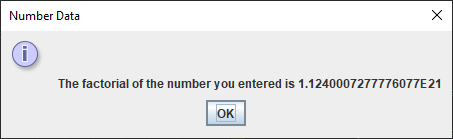 Number Data
The factorial of the number you entered is 1.1240007277776077E21
OK